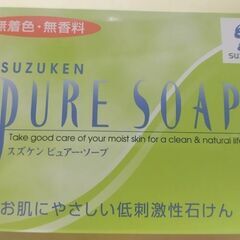 無着色・無香料
SUZUKEN
PURE SOAP
Take good care of your moist skin for a clean & natural life
スズケン ピュアー・ソープ
お肌にやさしい低刺激性石けん